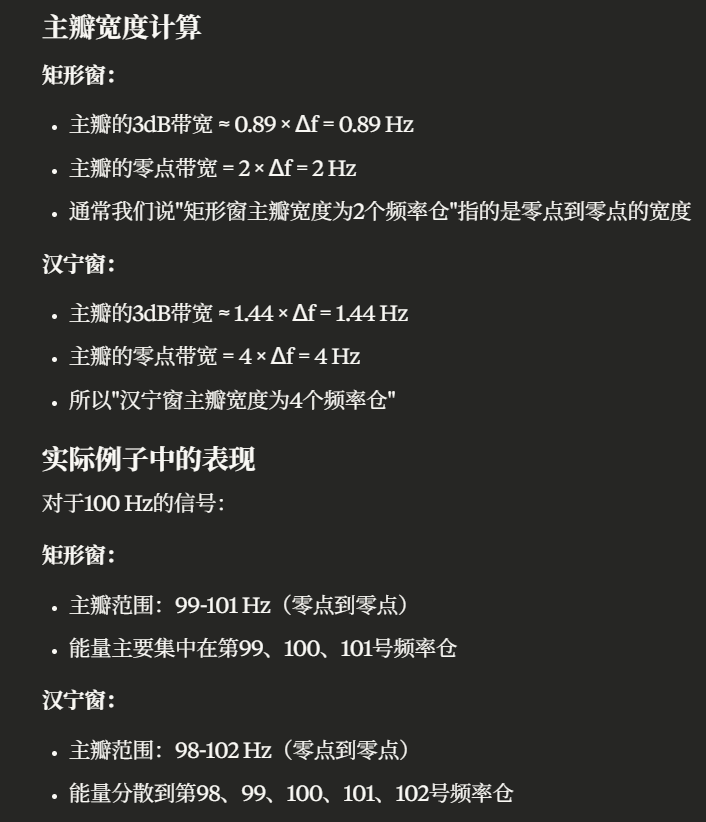 主瓣宽度计算
矩形窗：
• 主瓣的3dB带宽 ≈ 0.89 × Δf = 0.89 Hz
• 主瓣的零点带宽 = 2 × Δf = 2 Hz
• 通常我们说"矩形窗主瓣宽度为2个频率仓"指的是零点到零点的宽度
汉宁窗：
• 主瓣的3dB带宽 ≈ 1.44 × Δf = 1.44 Hz
• 主瓣的零点带宽 = 4 × Δf = 4 Hz
• 所以"汉宁窗主瓣宽度为4个频率仓"
实际例子中的表现
对于100 Hz的信号：
矩形窗：
• 主瓣范围：99-101 Hz（零点到零点）
• 能量主要集中在第99、100、101号频率仓
汉宁窗：
• 主瓣范围：98-102 Hz（零点到零点）
• 能量分散到第98、99、100、101、102号频率仓